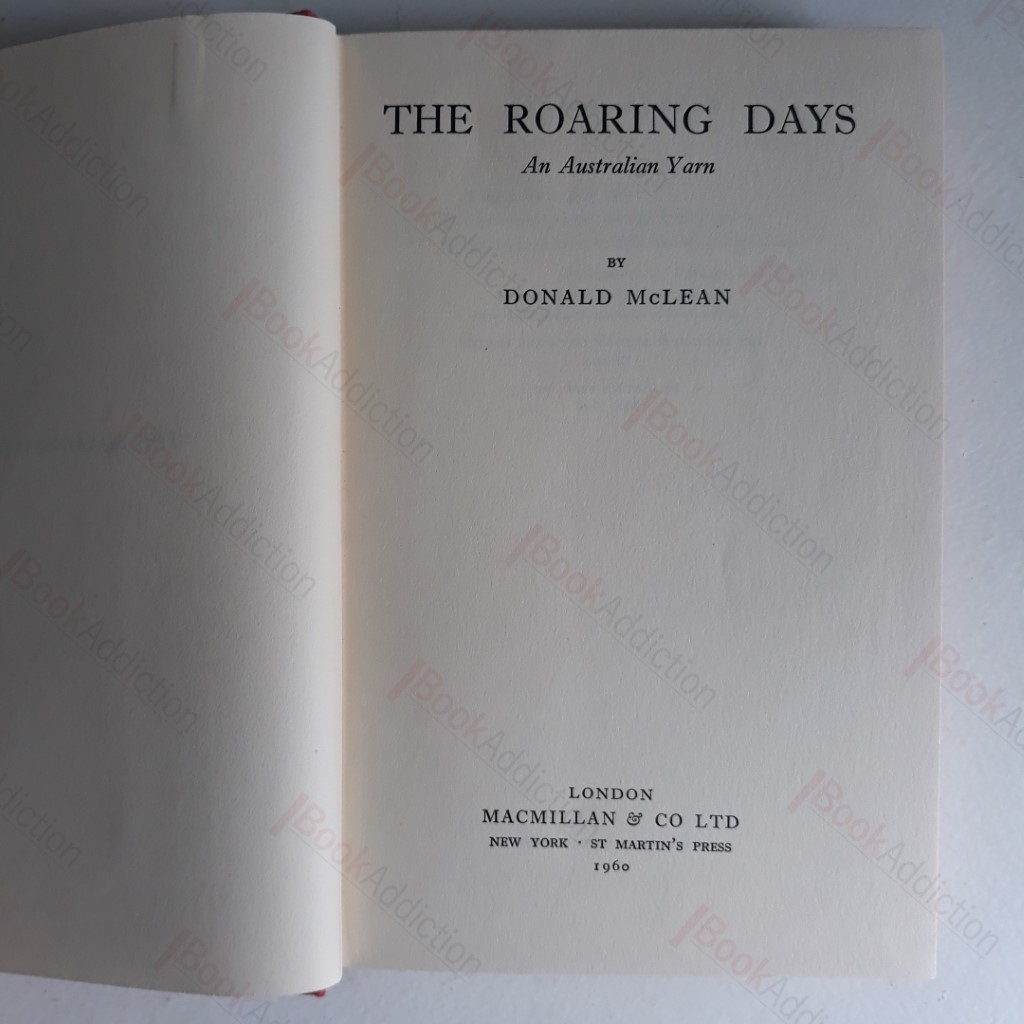 THE ROARING DAYS
An Australian Yarn
BY
DONALD McLEAN
LONDON
MACMILLAN & CO LTD
NEW YORK · ST MARTIN'S PRESS
1960
BookAddiction